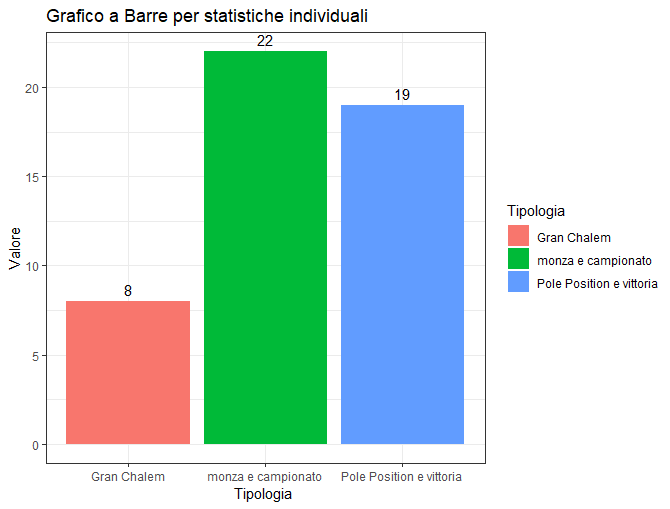 Grafico a Barre per statistiche individuali
22
19
8
20
15
10
5
0
Valore
Gran Chalem
monza e campionato
Pole Position e vittoria
Tipologia
Tipologia
Gran Chalem
monza e campionato
Pole Position e vittoria